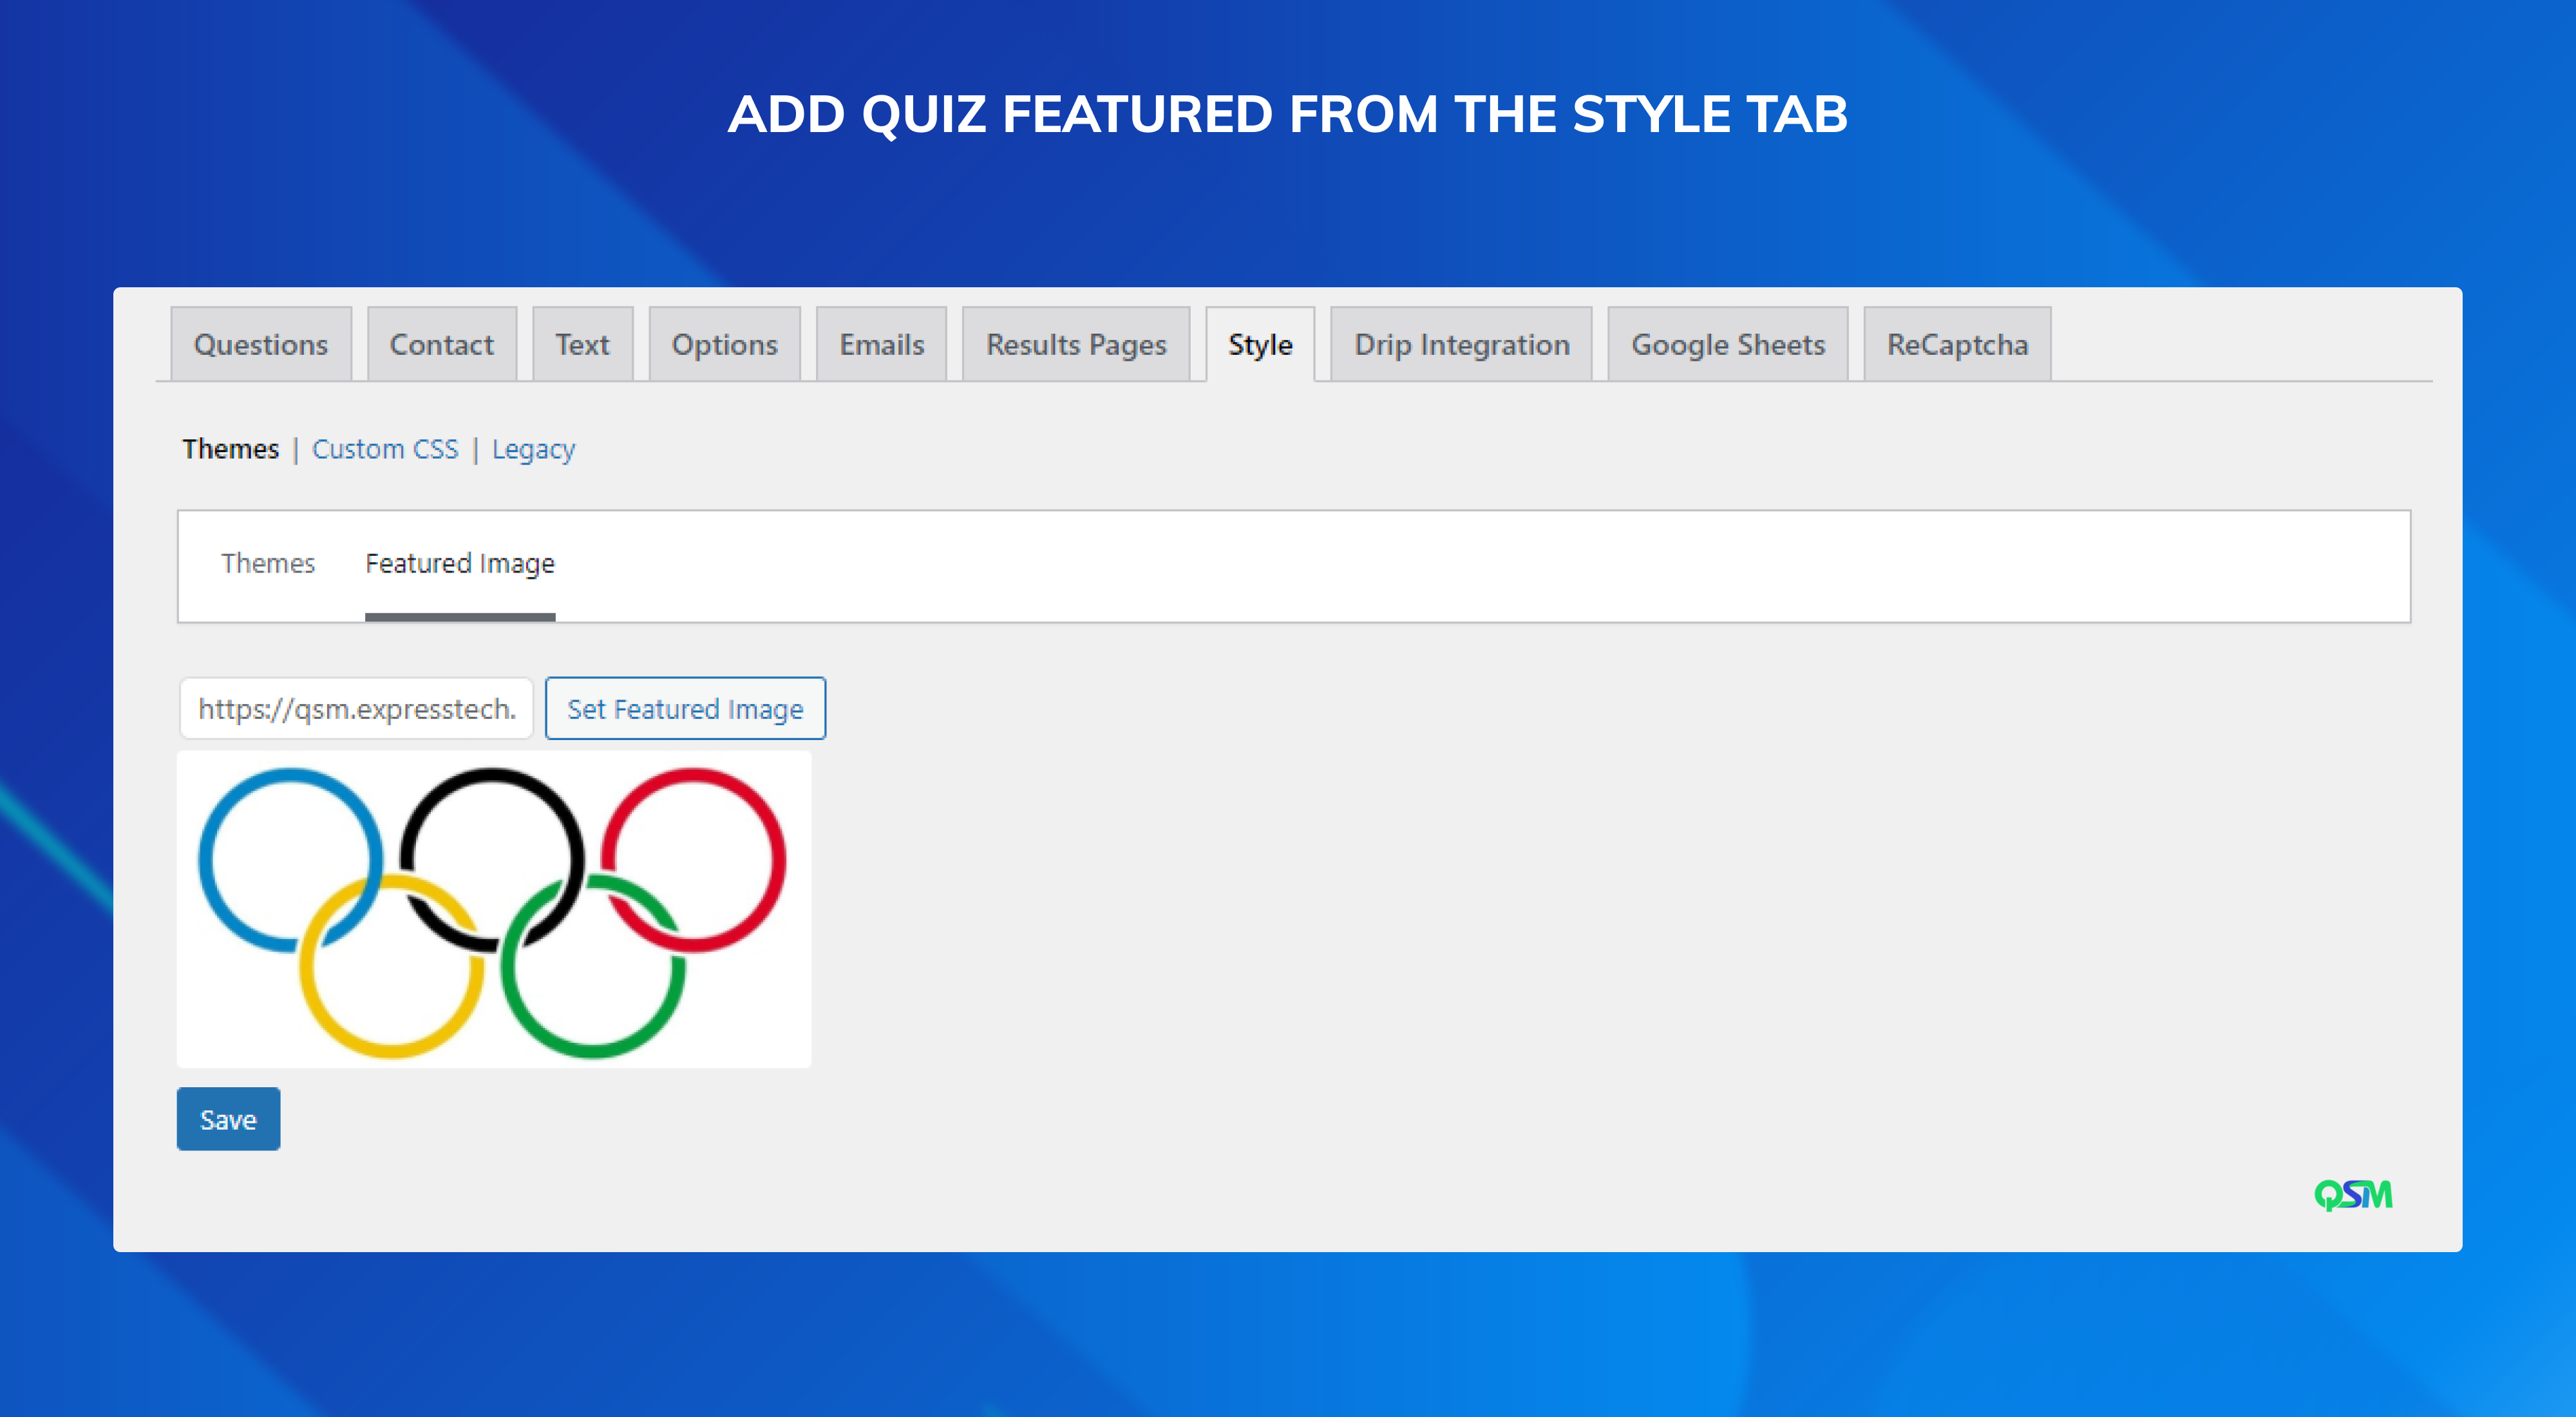 ADD QUIZ FEATURED FROM THE STYLE TAB
Questions Contact Text Options Emails Results Pages Style Drip Integration Google Sheets ReCaptcha
Themes | Custom CSS | Legacy
Themes Featured Image
https://qsm.expresstech. Set Featured Image
Save
QSM